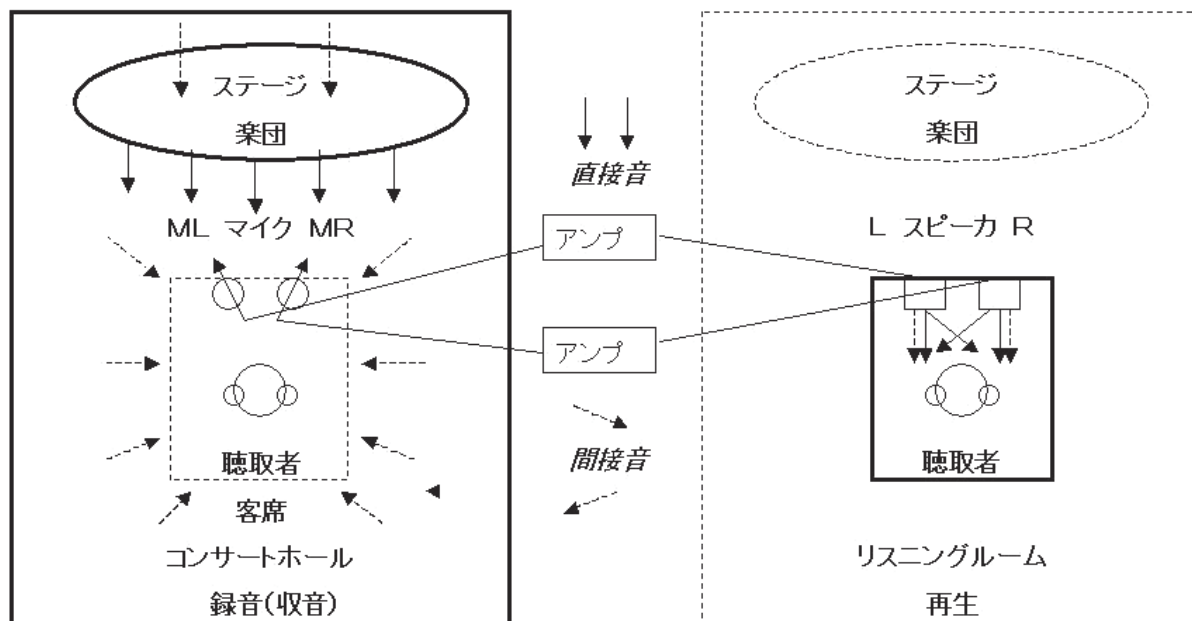 ステージ
楽団
ML マイク MR
聴取者
客席
コンサートホール
録音(収音)
直接音
アンプ
アンプ
間接音
ステージ
楽団
L スピーカ R
聴取者
リスニングルーム
再生